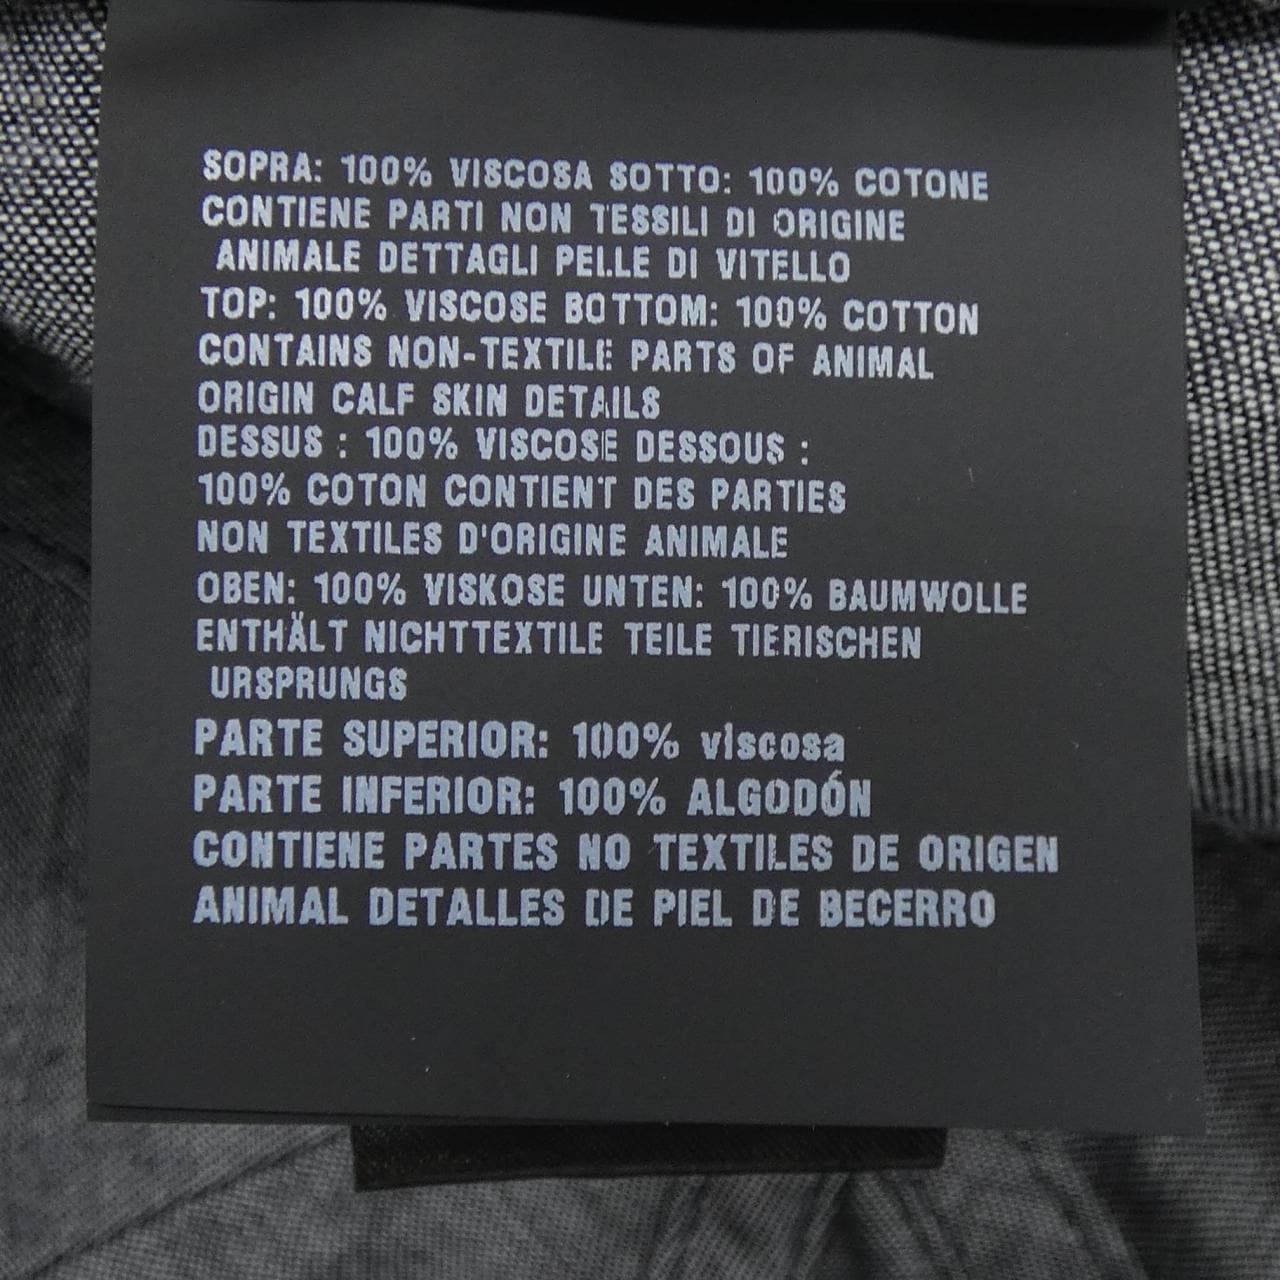 SOPRA: 100% VISCOSA SOTTO: 100% COTONE
CONTIENE PARTI NON TESSILI DI ORIGINE
ANIMALE DETTAGLI PELLE DI VITELLO
TOP: 100% VISCOSE BOTTOM: 100% COTTON
CONTAINS NON-TEXTILE PARTS OF ANIMAL
ORIGIN CALF SKIN DETAILS
DESSUS : 100% VISCOSE DESSOUS :
100% COTON CONTIENT DES PARTIES
NON TEXTILES D'ORIGINE ANIMALE
OBEN: 100% VISKOSE UNTEN: 100% BAUMWOLLE
ENTHÄLT NICHTTEXTILE TEILE TIERISCHEN
URSPRUNGS
PARTE SUPERIOR: 100% viscosa
PARTE INFERIOR: 100% ALGODÓN
CONTIENE PARTES NO TEXTILES DE ORIGEN
ANIMAL DETALLES DE PIEL DE BECERRO